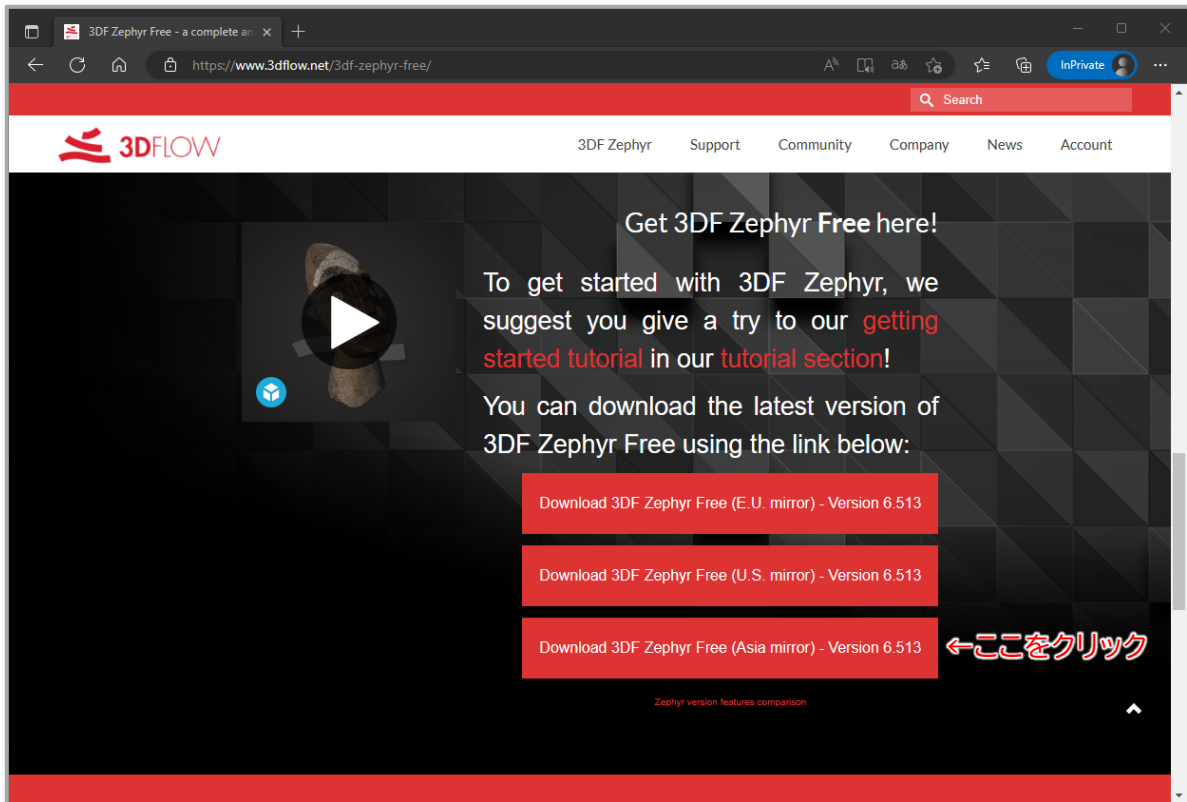 3DF Zephyr Free - a complete an
https://www.3dflow.net/3df-zephyr-free/
InPrivate
Search
3DFLOW
3DF Zephyr Support Community Company News Account
Get 3DF Zephyr Free here!
To get started with 3DF Zephyr, we
suggest you give a try to our getting
started tutorial in our tutorial section!
You can download the latest version of
3DF Zephyr Free using the link below:
Download 3DF Zephyr Free (E.U. mirror) - Version 6.513
Download 3DF Zephyr Free (U.S. mirror) - Version 6.513
Download 3DF Zephyr Free (Asia mirror) - Version 6.513
←ここをクリック
Zephyr version features comparison